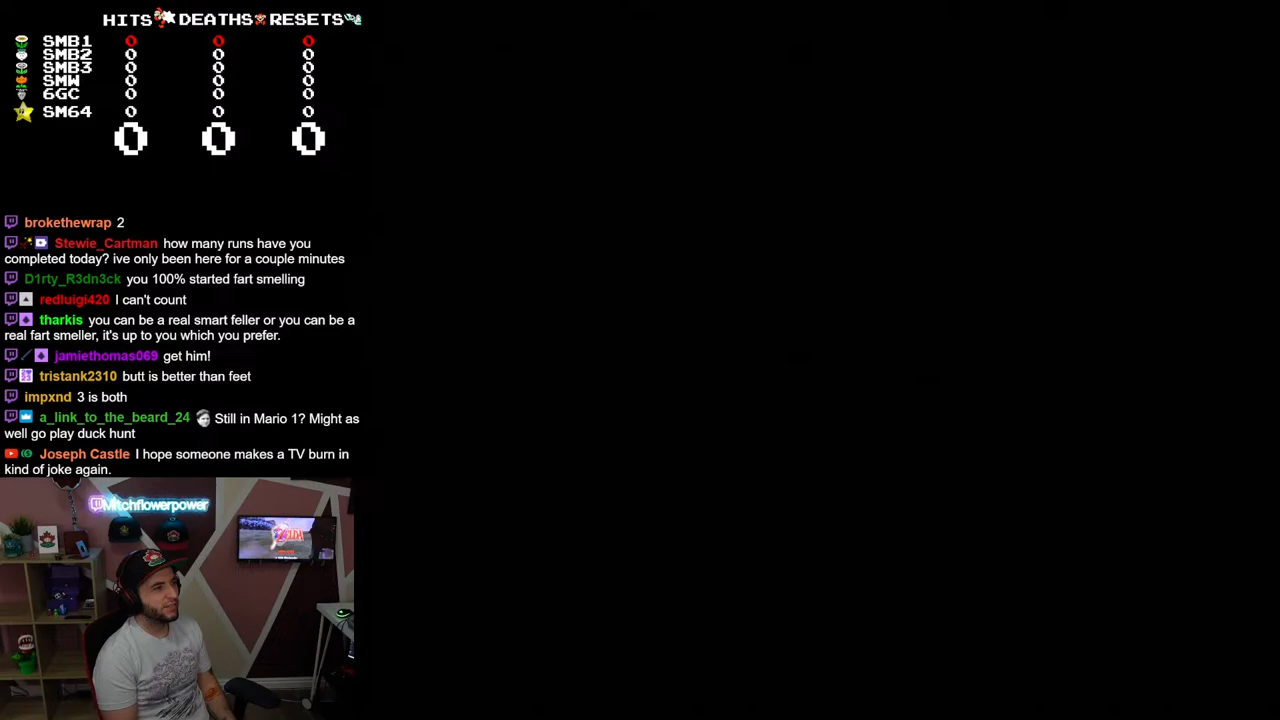 HITS DEATHS RESETS
SMB1 0 0 0
SMB2 0 0 0
SMB3 0 0 0
SMW 0 0 0
6GC 0 0 0
SM64 0 0 0
0 0 0
brokethewrap 2
Stewie_Cartman how many runs have you
completed today? ive only been here for a couple minutes
D1rty_R3dn3ck you 100% started fart smelling
redluigi420 I can't count
tharkis you can be a real smart feller or you can be a
real fart smeller, it's up to you which you prefer.
jamiethomas069 get him!
tristank2310 butt is better than feet
impxnd 3 is both
a_link_to_the_beard_24 Still in Mario 1? Might as
well go play duck hunt
Joseph Castle I hope someone makes a TV burn in
kind of joke again.
Mitchflowerpower
ZELDA